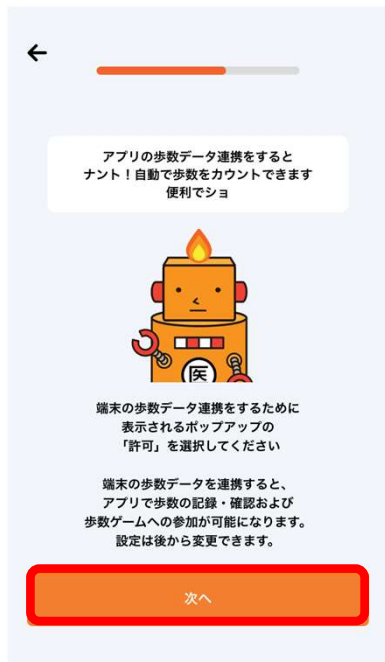 アプリの歩数データ連携をすると
ナント！自動で歩数をカウントできます
便利でショ
医
端末の歩数データ連携をするために
表示されるポップアップの
「許可」を選択してください
端末の歩数データを連携すると、
アプリで歩数の記録・確認および
歩数ゲームへの参加が可能になります。
設定は後から変更できます。
次へ